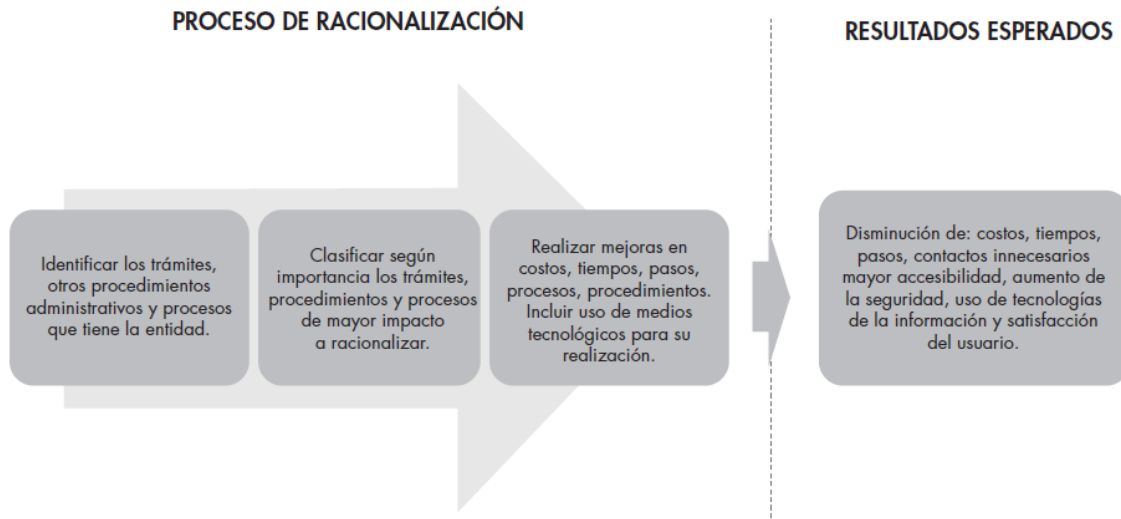 PROCESO DE RACIONALIZACIÓN
RESULTADOS ESPERADOS
Identificar los trámites,
otros procedimientos
administrativos y procesos
que tiene la entidad.
Clasificar según
importancia los trámites,
procedimientos y procesos
de mayor impacto
a racionalizar.
Realizar mejoras en
costos, tiempos, pasos,
procesos, procedimientos.
Incluir uso de medios
tecnológicos para su
realización.
Disminución de: costos, tiempos,
pasos, contactos innecesarios
mayor accesibilidad, aumento de
la seguridad, uso de tecnologías
de la información y satisfacción
del usuario.